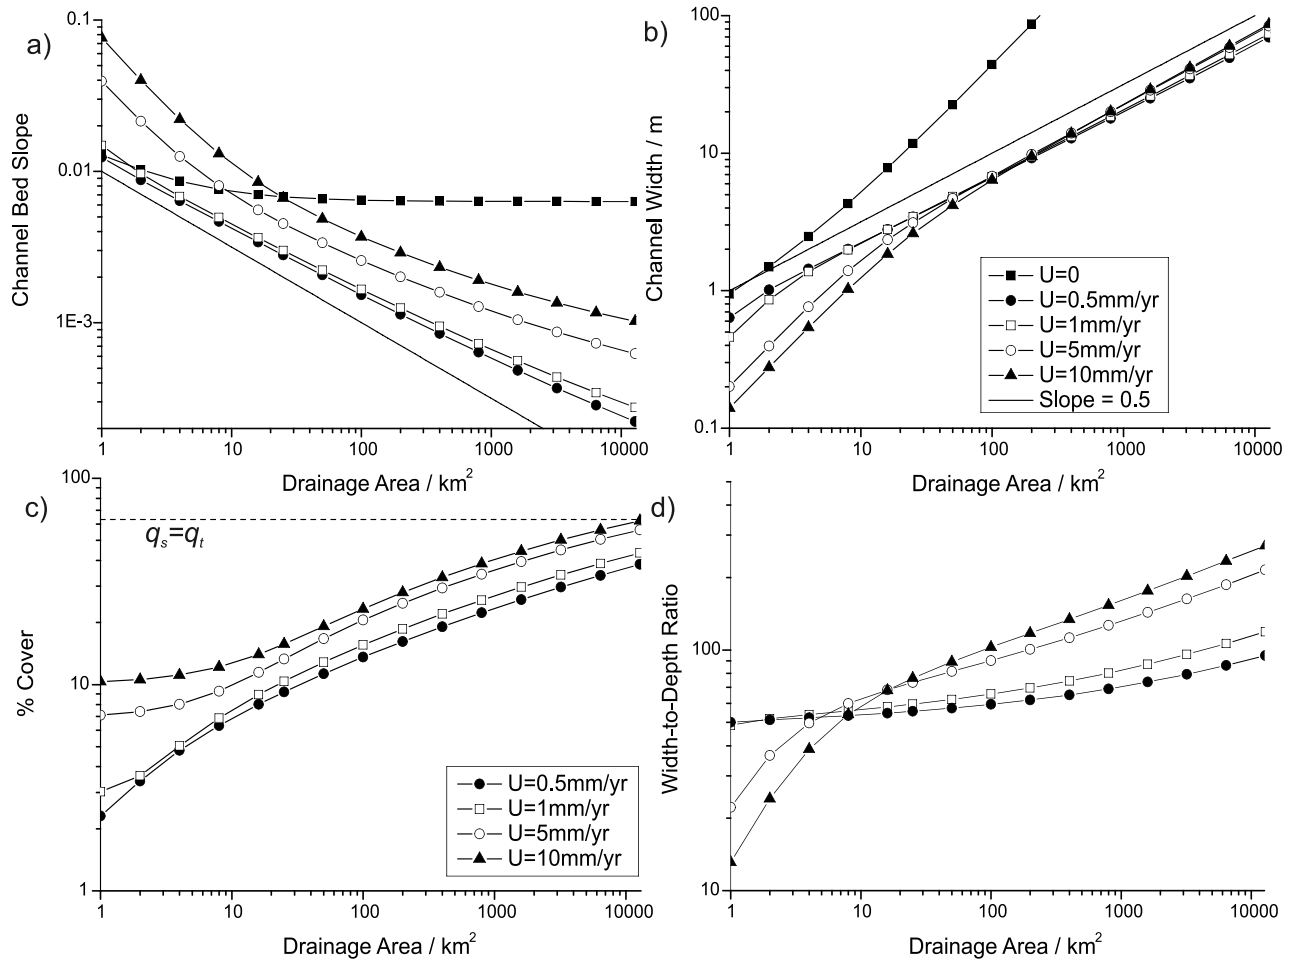 a)
0.1
0.01
1E-3
Channel Bed Slope
1 10 100 1000 10000
Drainage Area / km²
b)
100
10
1
0.1
Channel Width / m
U=0
U=0.5mm/yr
U=1mm/yr
U=5mm/yr
U=10mm/yr
Slope = 0.5
1 10 100 1000 10000
Drainage Area / km²
c)
100
10
1
% Cover
qs=qt
U=0.5mm/yr
U=1mm/yr
U=5mm/yr
U=10mm/yr
1 10 100 1000 10000
Drainage Area / km²
d)
100
10
Width-to-Depth Ratio
1 10 100 1000 10000
Drainage Area / km²